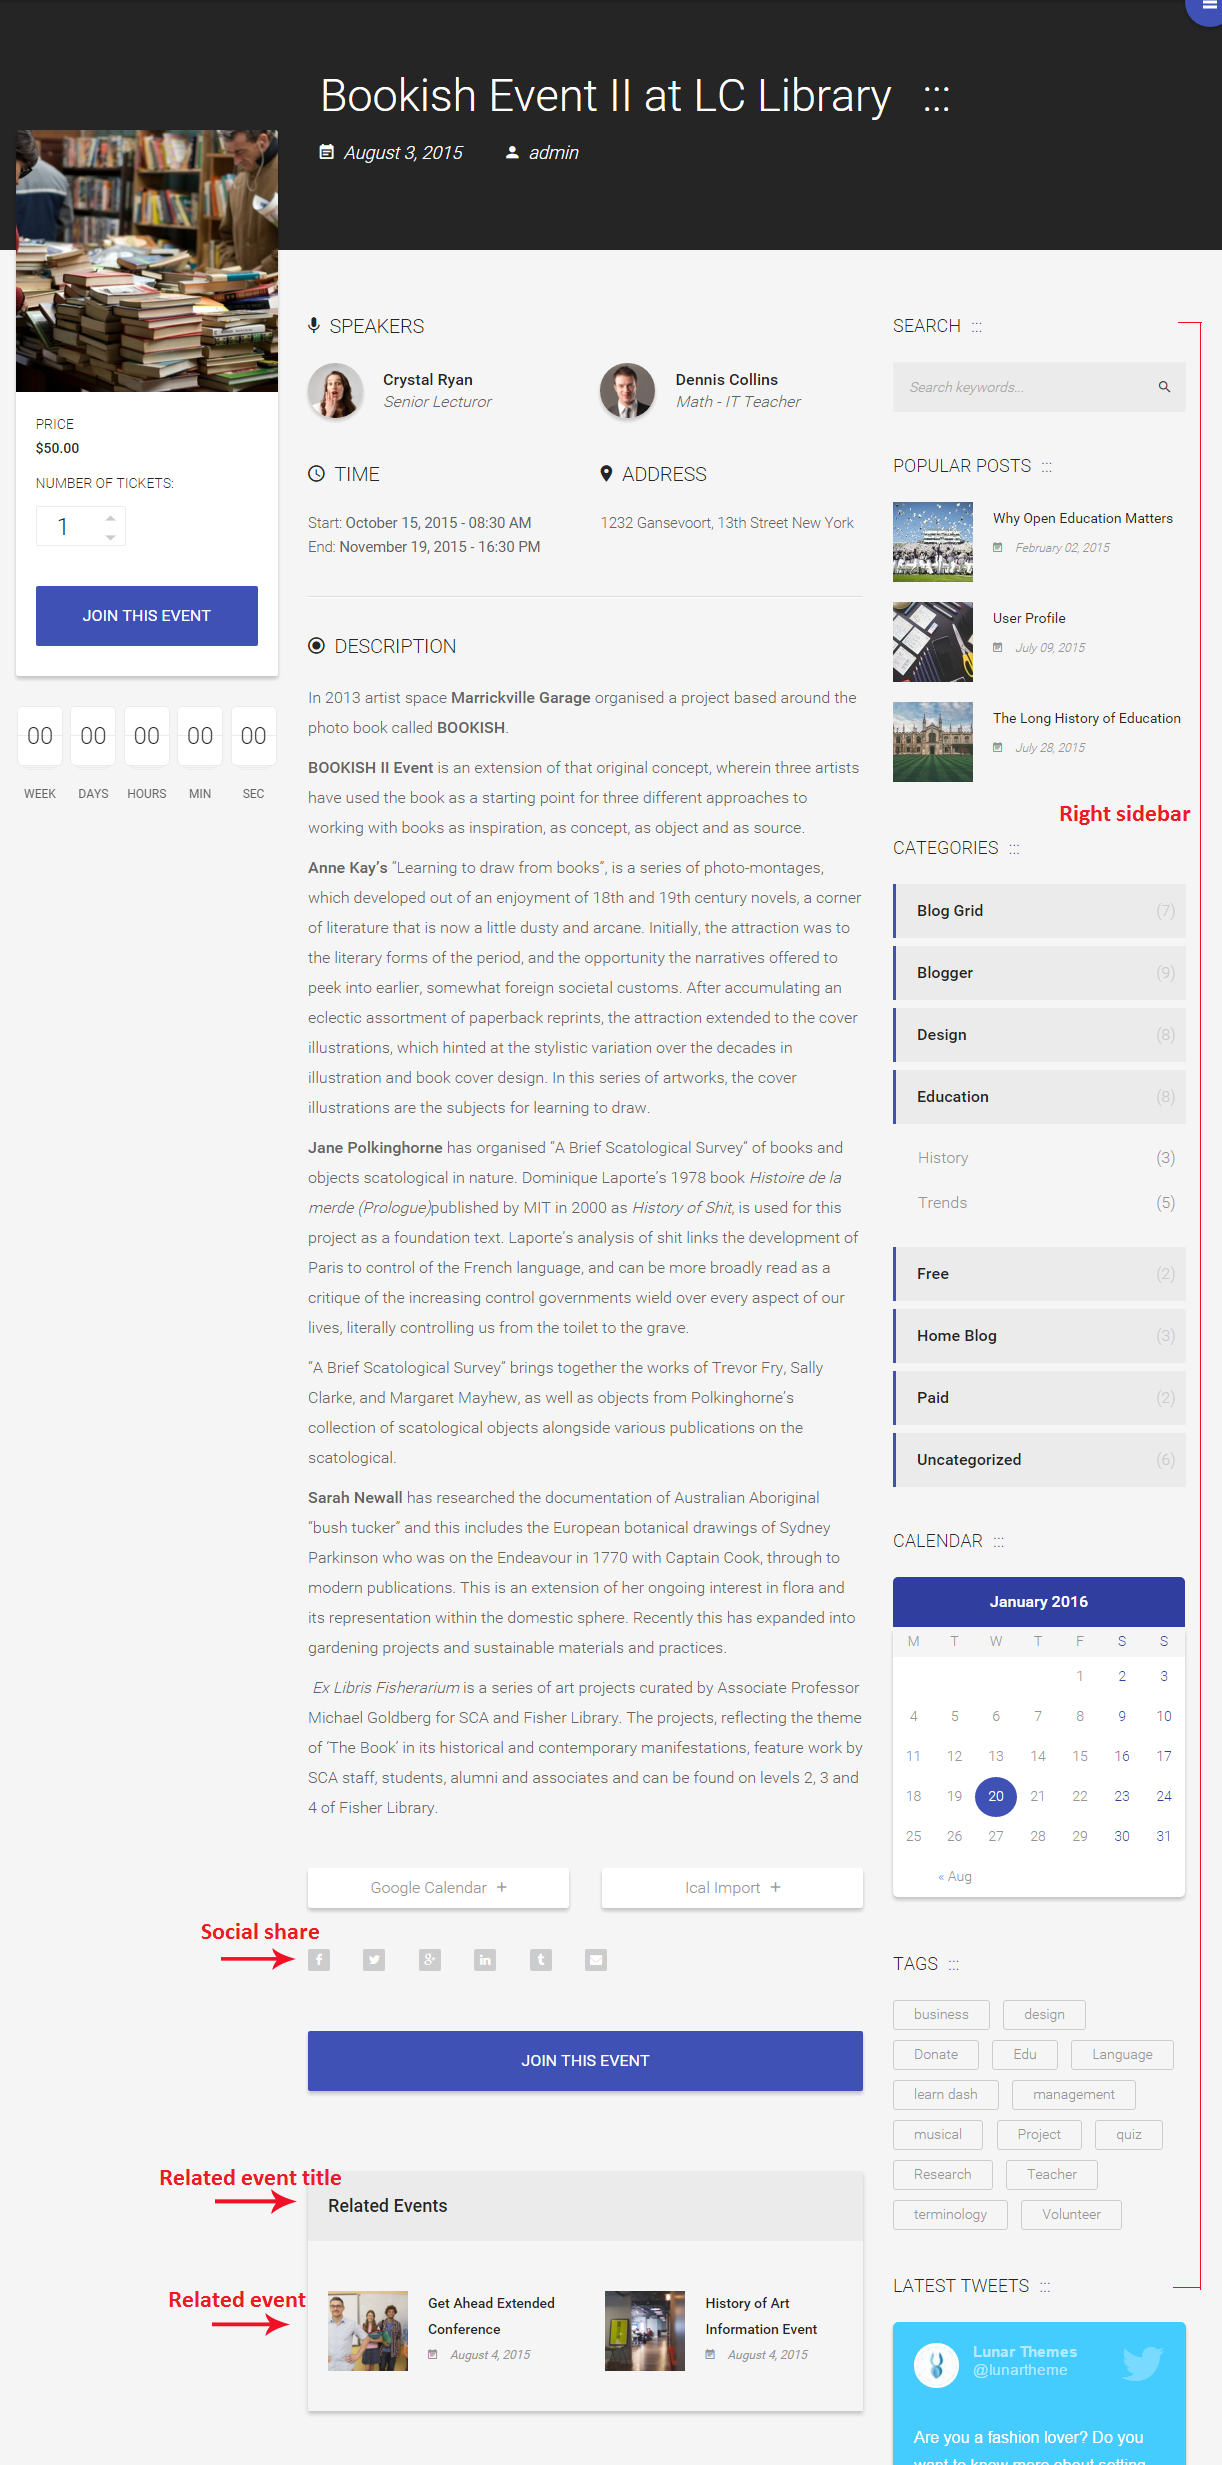 Bookish Event II at LC Library :::
August 3, 2015 admin
PRICE
$50.00
NUMBER OF TICKETS:
1
JOIN THIS EVENT
00 00 00 00 00
WEEK DAYS HOURS MIN SEC
SPEAKERS
Crystal Ryan
Senior Lecturor
Dennis Collins
Math - IT Teacher
TIME
Start: October 15, 2015 - 08:30 AM
End: November 19, 2015 - 16:30 PM
ADDRESS
1232 Gansevoort, 13th Street New York
DESCRIPTION
In 2013 artist space Marrickville Garage organised a project based around the
photo book called BOOKISH.
BOOKISH II Event is an extension of that original concept, wherein three artists
have used the book as a starting point for three different approaches to
working with books as inspiration, as concept, as object and as source.
Anne Kay’s “Learning to draw from books”, is a series of photo-montages,
which developed out of an enjoyment of 18th and 19th century novels, a corner
of literature that is now a little dusty and arcane. Initially, the attraction was to
the literary forms of the period, and the opportunity the narratives offered to
peek into earlier, somewhat foreign societal customs. After accumulating an
eclectic assortment of paperback reprints, the attraction extended to the cover
illustrations, which hinted at the stylistic variation over the decades in
illustration and book cover design. In this series of artworks, the cover
illustrations are the subjects for learning to draw.
Jane Polkinghorne has organised “A Brief Scatological Survey” of books and
objects scatological in nature. Dominique Laporte’s 1978 book Histoire de la
merde (Prologue)published by MIT in 2000 as History of Shit, is used for this
project as a foundation text. Laporte’s analysis of shit links the development of
Paris to control of the French language, and can be more broadly read as a
critique of the increasing control governments wield over every aspect of our
lives, literally controlling us from the toilet to the grave.
“A Brief Scatological Survey” brings together the works of Trevor Fry, Sally
Clarke, and Margaret Mayhew, as well as objects from Polkinghorne’s
collection of scatological objects alongside various publications on the
scatological.
Sarah Newall has researched the documentation of Australian Aboriginal
“bush tucker” and this includes the European botanical drawings of Sydney
Parkinson who was on the Endeavour in 1770 with Captain Cook, through to
modern publications. This is an extension of her ongoing interest in flora and
its representation within the domestic sphere. Recently this has expanded into
gardening projects and sustainable materials and practices.
Ex Libris Fisherarium is a series of art projects curated by Associate Professor
Michael Goldberg for SCA and Fisher Library. The projects, reflecting the theme
of ‘The Book’ in its historical and contemporary manifestations, feature work by
SCA staff, students, alumni and associates and can be found on levels 2, 3 and
4 of Fisher Library.
Google Calendar +
Ical Import +
Social share
JOIN THIS EVENT
Related event title
Related Events
Related event
Get Ahead Extended
Conference
August 4, 2015
History of Art
Information Event
August 4, 2015
SEARCH :::
Search keywords...
POPULAR POSTS :::
Why Open Education Matters
February 02, 2015
User Profile
July 09, 2015
The Long History of Education
July 28, 2015
Right sidebar
CATEGORIES :::
Blog Grid (7)
Blogger (9)
Design (8)
Education (8)
History (3)
Trends (5)
Free (2)
Home Blog (3)
Paid (2)
Uncategorized (6)
CALENDAR :::
January 2016
M T W T F S S
1 2 3
4 5 6 7 8 9 10
11 12 13 14 15 16 17
18 19 20 21 22 23 24
25 26 27 28 29 30 31
« Aug
TAGS :::
business design
Donate Edu Language
learn dash management
musical Project quiz
Research Teacher
terminology Volunteer
LATEST TWEETS :::
Lunar Themes
@lunartheme
Are you a fashion lover? Do you
want to know more about setting